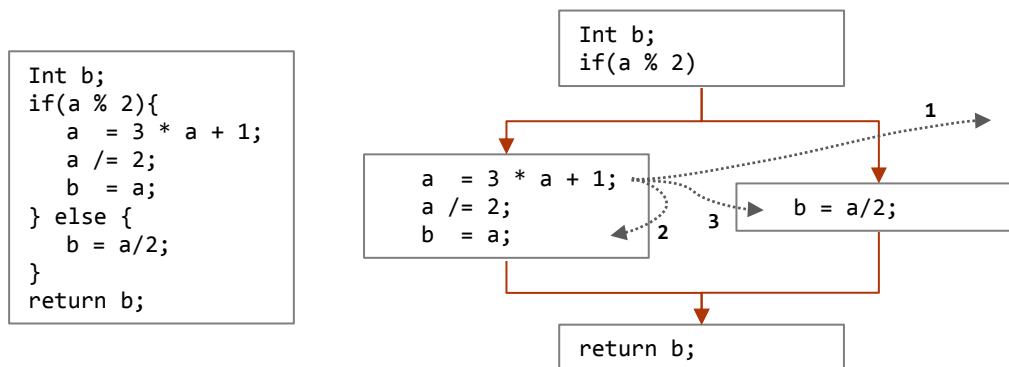 Int b;
if(a % 2){
a  = 3 * a + 1;
a /= 2;
b  = a;
} else {
b = a/2;
}
return b;
Int b;
if(a % 2)
1
a  = 3 * a + 1;
a /= 2;
b  = a;
2
3
b = a/2;
return b;